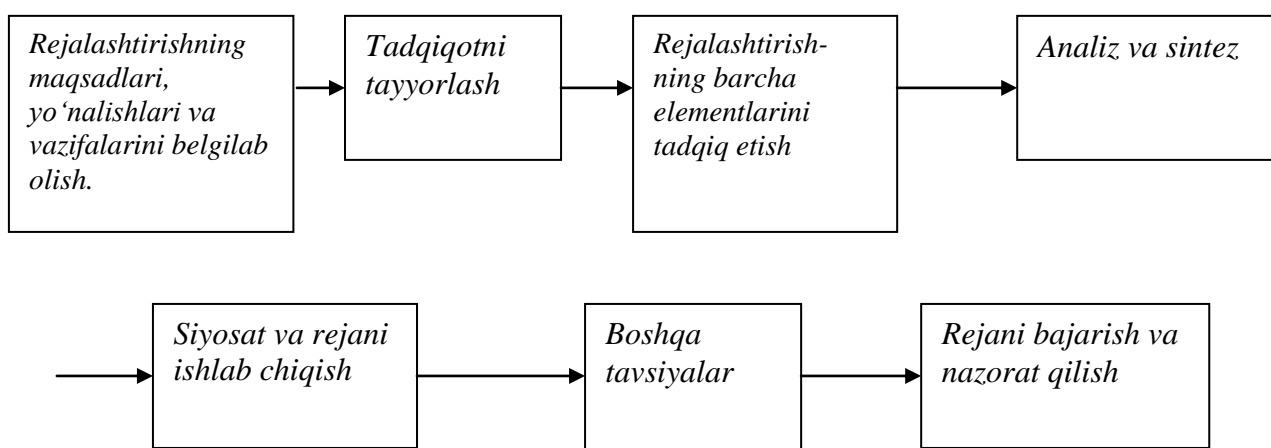 Rejalashtirishning
maqsadlari,
yo‘nalishlari va
vazifalarini belgilab
olish.
Tadqiqotni
tayyorlash
Rejalashtirish-
ning barcha
elementlarini
tadqiq etish
Analiz va sintez
Siyosat va rejani
ishlab chiqish
Boshqa
tavsiyalar
Rejani bajarish va
nazorat qilish